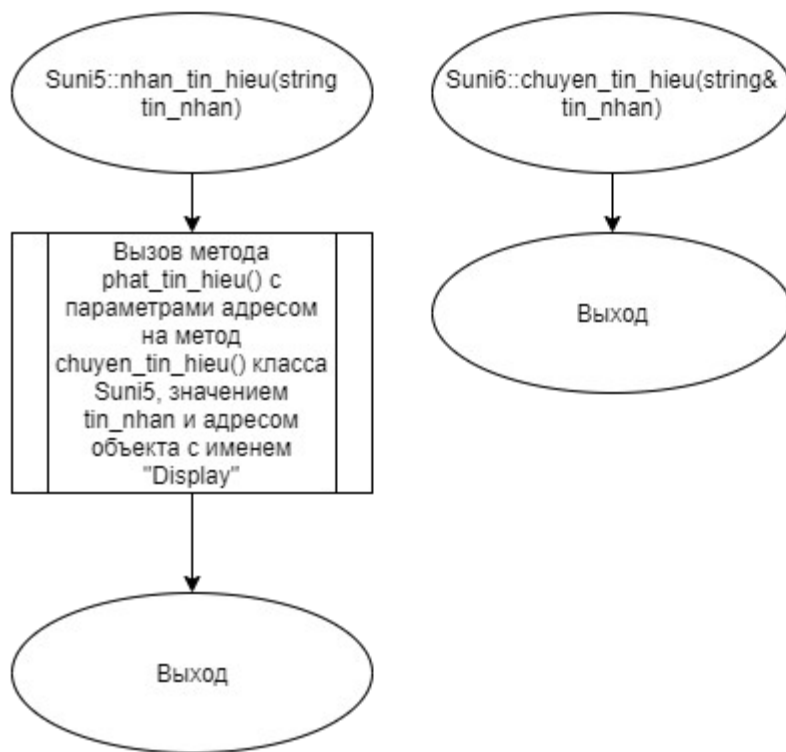 Suni5::nhan_tin_hieu(string
tin_nhan)
Вызов метода
phat_tin_hieu() с
параметрами адресом
на метод
chuyen_tin_hieu() класса
Suni5, значением
tin_nhan и адресом
объекта с именем
"Display"
Выход
Suni6::chuyen_tin_hieu(string&
tin_nhan)
Выход